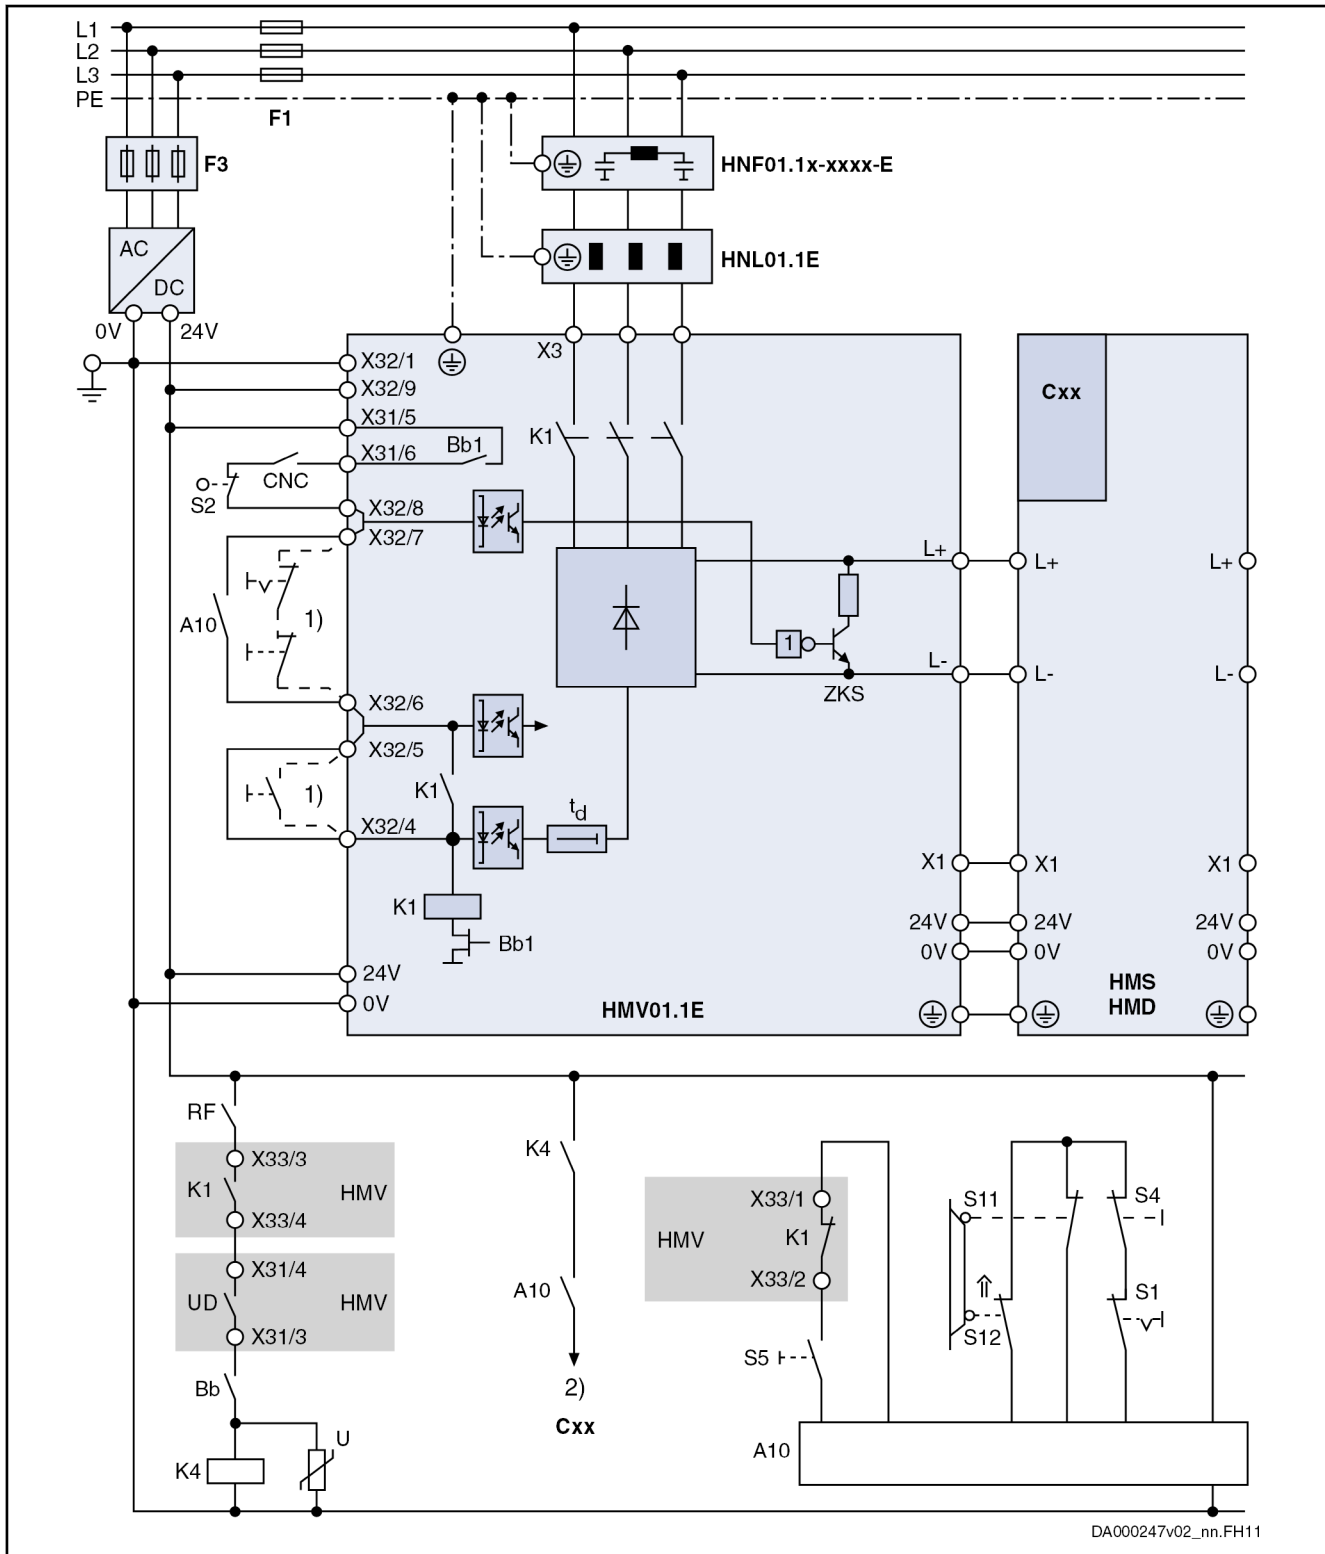 L1
L2
L3
PE
F1
F3
HNF01.1x-xxxx-E
AC
DC
HNL01.1E
0V
24V
X32/1
X3
X32/9
Cxx
X31/5
X31/6
Bb1
K1
CNC
S2
X32/8
X32/7
L+
L+
L+
A10
1)
1
L-
L-
L-
ZKS
X32/6
X32/5
K1
1)
td
X32/4
X1
X1
X1
K1
Bb1
24V
24V
24V
0V
0V
0V
24V
0V
HMV01.1E
HMS
HMD
RF
X33/3
K1
HMV
X33/4
X31/4
UD
HMV
X31/3
Bb
U
K4
K4
A10
2)
Cxx
X33/1
HMV
K1
X33/2
S5
S11
S4
S12
S1
A10
DA000247v02_nn.FH11